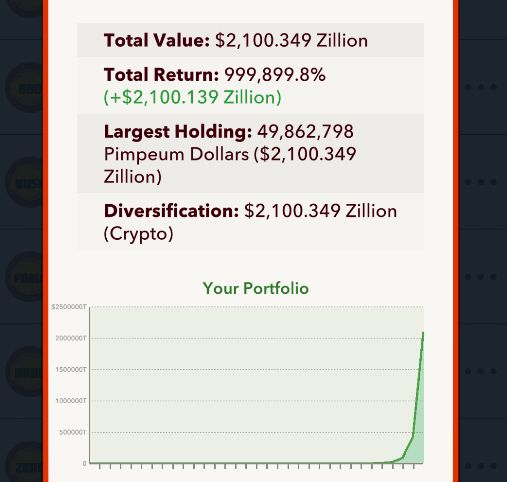 Total Value: $2,100.349 Zillion
Total Return: 999,899.8%
(+$2,100.139 Zillion)
Largest Holding: 49,862,798
Pimpeum Dollars ($2,100.349
Zillion)
Diversification: $2,100.349 Zillion
(Crypto)
Your Portfolio
$2500000T
2000000T
1500000T
1000000T
500000T
0